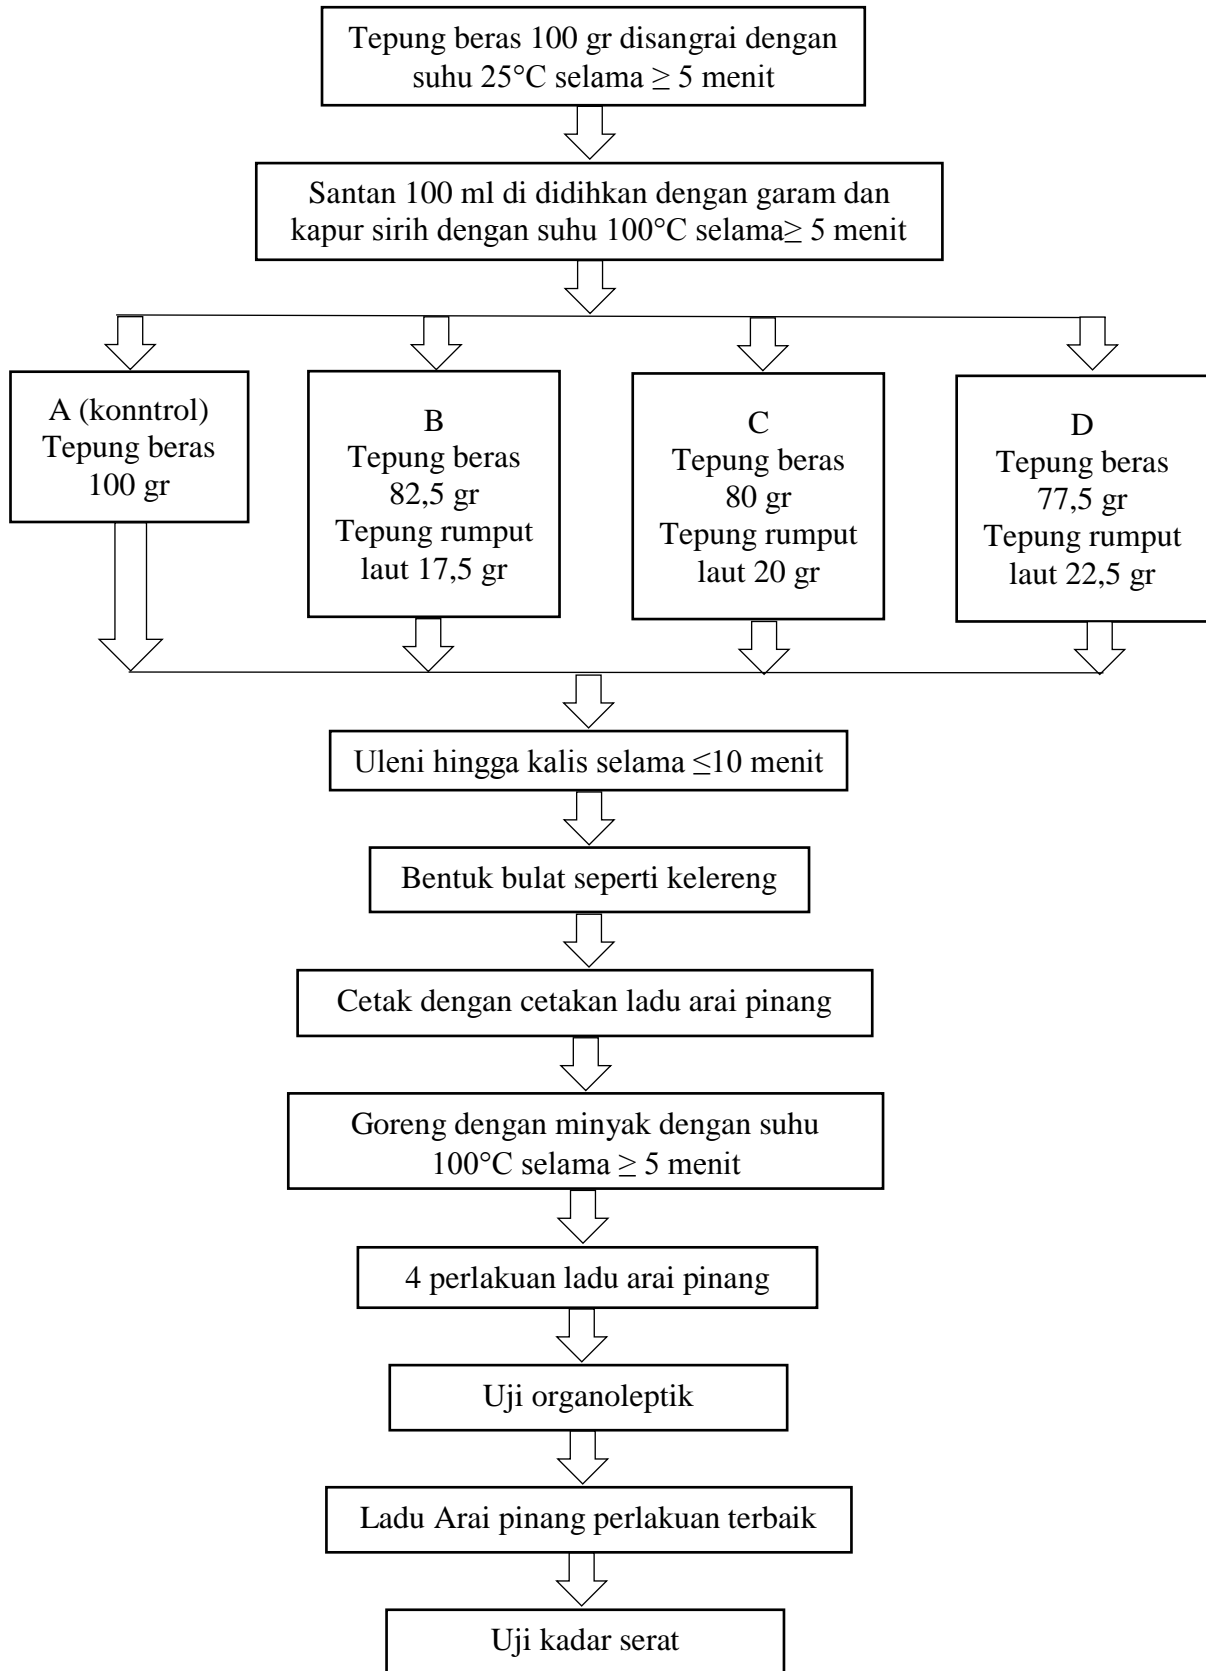 Tepung beras 100 gr disangrai dengan
suhu 25°C selama ≥ 5 menit
Santan 100 ml di didihkan dengan garam dan
kapur sirih dengan suhu 100°C selama≥ 5 menit
A (konntrol)
Tepung beras
100 gr
B
Tepung beras
82,5 gr
Tepung rumput
laut 17,5 gr
C
Tepung beras
80 gr
Tepung rumput
laut 20 gr
D
Tepung beras
77,5 gr
Tepung rumput
laut 22,5 gr
Uleni hingga kalis selama ≤10 menit
Bentuk bulat seperti kelereng
Cetak dengan cetakan ladu arai pinang
Goreng dengan minyak dengan suhu
100°C selama ≥ 5 menit
4 perlakuan ladu arai pinang
Uji organoleptik
Ladu Arai pinang perlakuan terbaik
Uji kadar serat